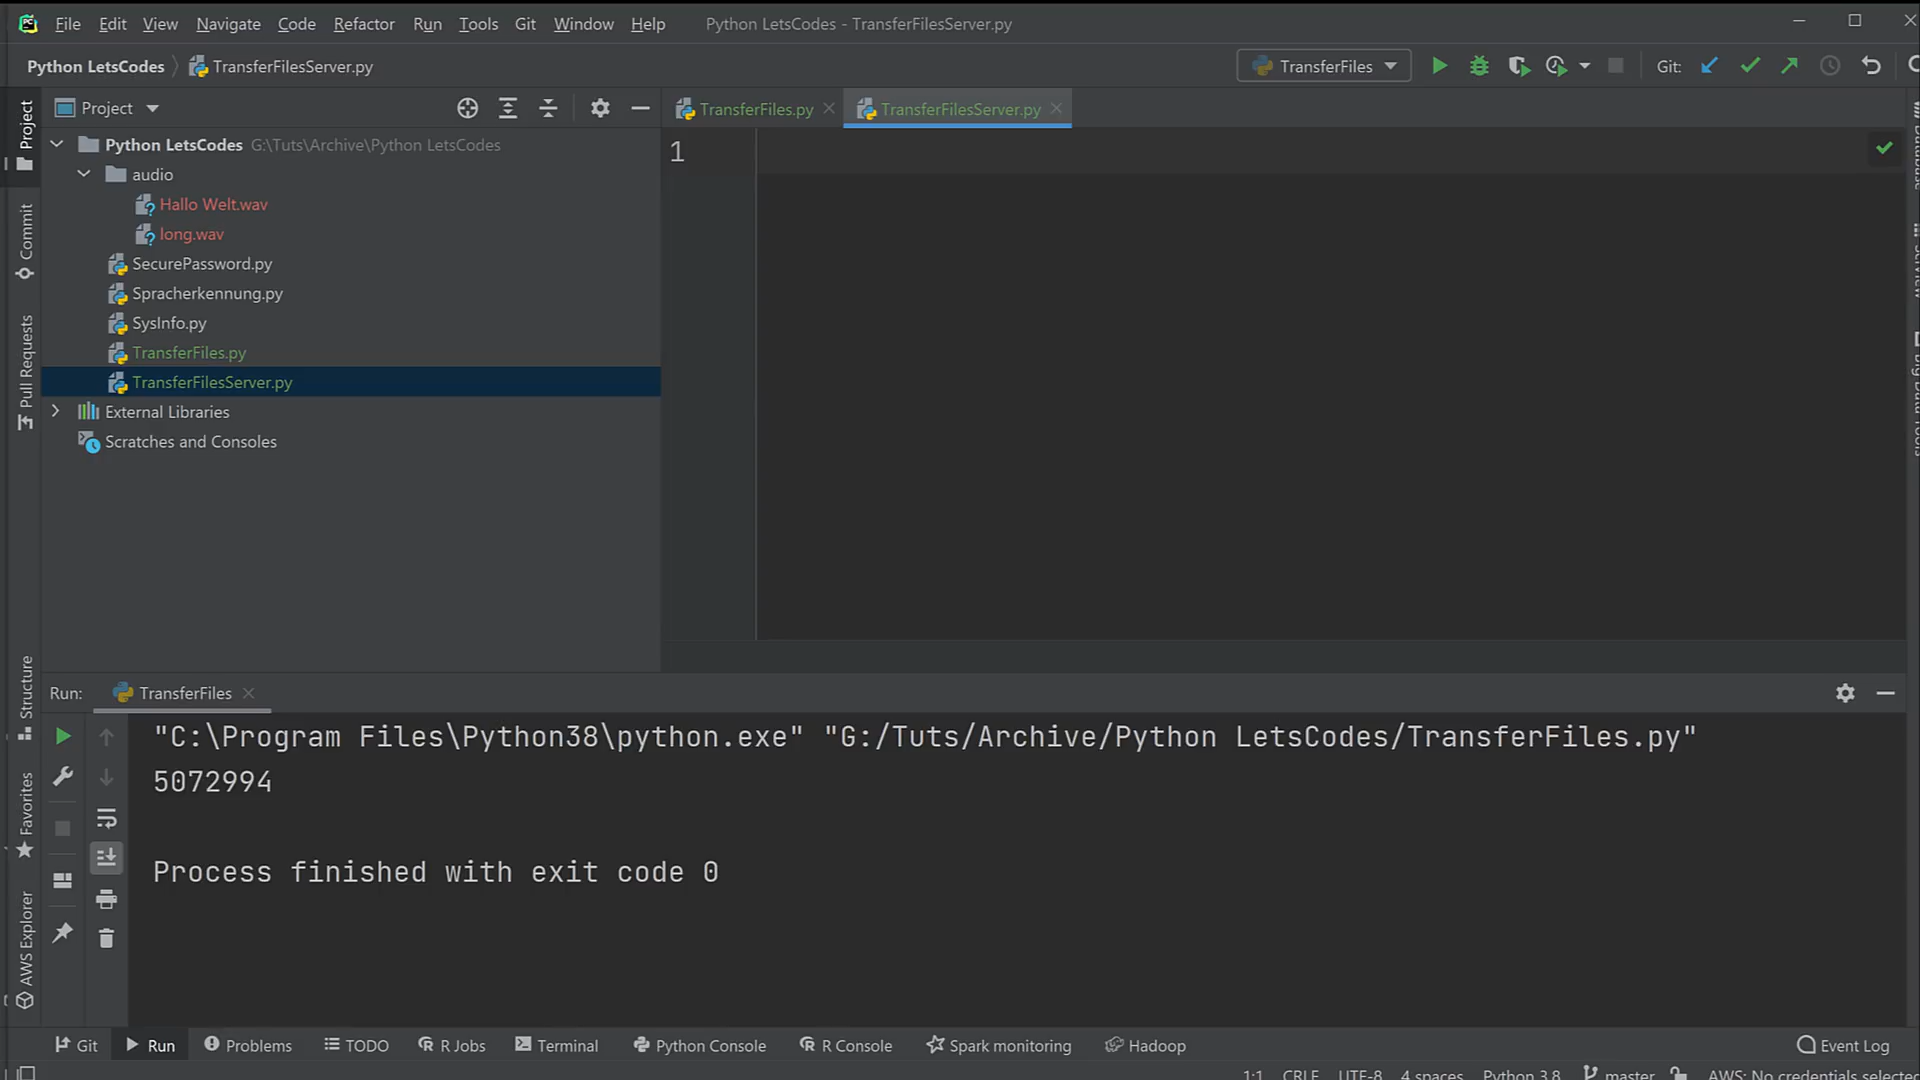 File Edit View Navigate Code Refactor Run Tools Git Window Help Python LetsCodes - TransferFilesServer.py
Python LetsCodes TransferFilesServer.py TransferFiles Git:
Project
TransferFiles.py TransferFilesServer.py
Project
Commit
Pull Requests
Structure
Favorites
AWS Explorer
Python LetsCodes G:\Tuts\Archive\Python LetsCodes
audio
Hallo Welt.wav
long.wav
SecurePassword.py
Spracherkennung.py
SysInfo.py
TransferFiles.py
TransferFilesServer.py
External Libraries
Scratches and Consoles
1
Database
Run: TransferFiles
"C:\Program Files\Python38\python.exe" "G:/Tuts/Archive/Python LetsCodes/TransferFiles.py"
5072994
Process finished with exit code 0
Git Run Problems TODO R Jobs Terminal Python Console R Console Spark monitoring Hadoop Event Log
1:1 CRLF UTF-8 4 spaces Python 3.8 master AWS: No credentials selected